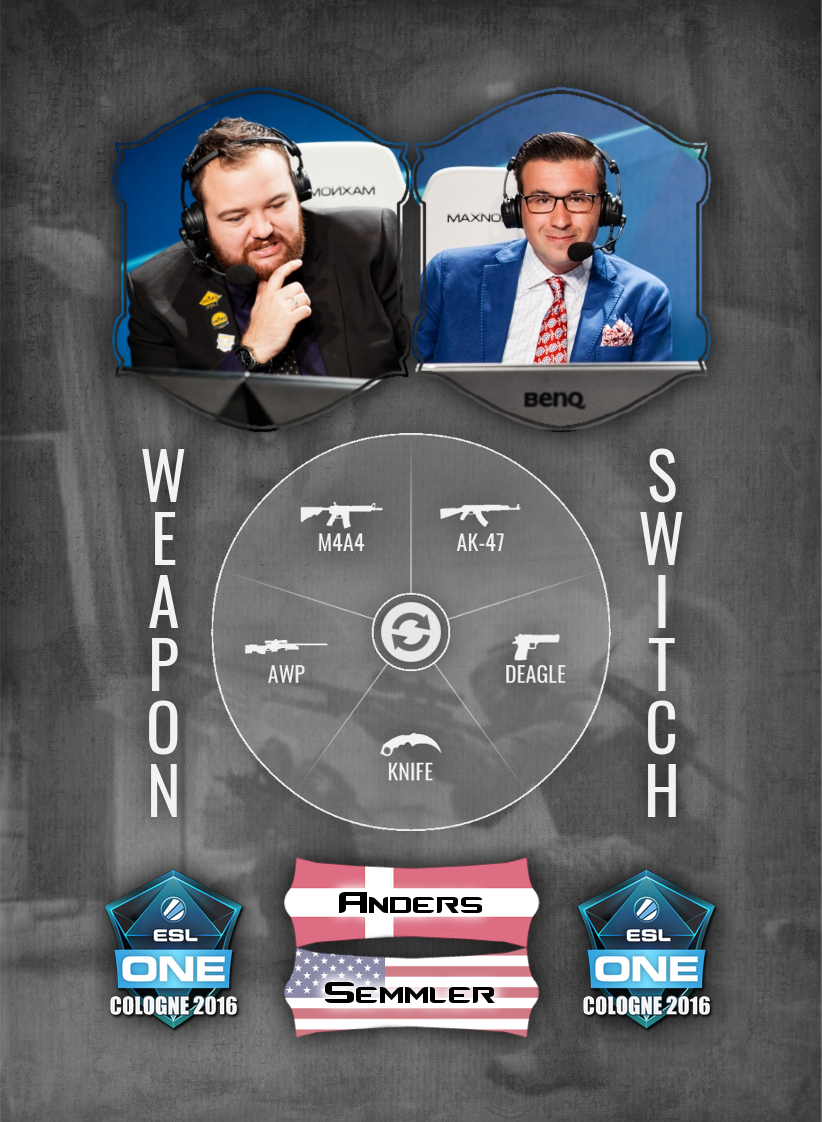 MAXNOM
MAXNO
BenQ
WEAPON
SWITCH
M4A4
AK-47
AWP
DEAGLE
KNIFE
ANDERS
SEMMLER
ESL
ONE
COLOGNE 2016
ESL
ONE
COLOGNE 2016